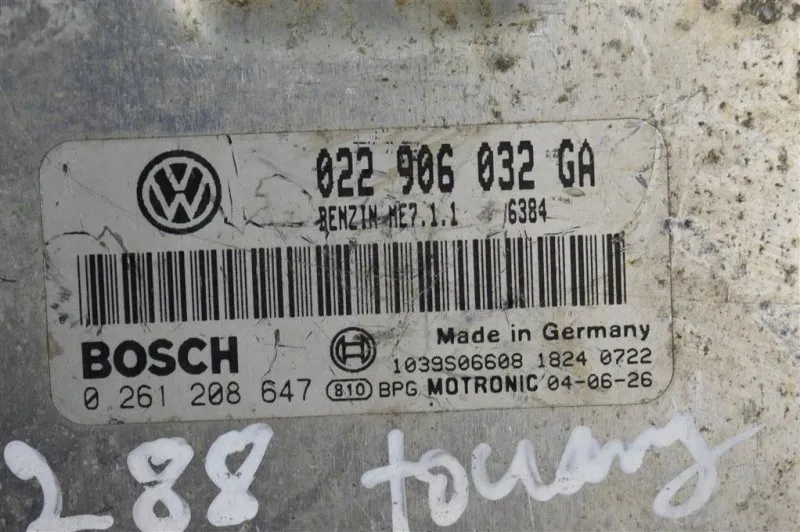 022 906 032 GA
BENZIN ME7.1.1 /6384
Made in Germany
BOSCH
1039S06608 1824 0722
0 261 208 647 810 BPG MOTRONIC 04-06-26
288 touareg